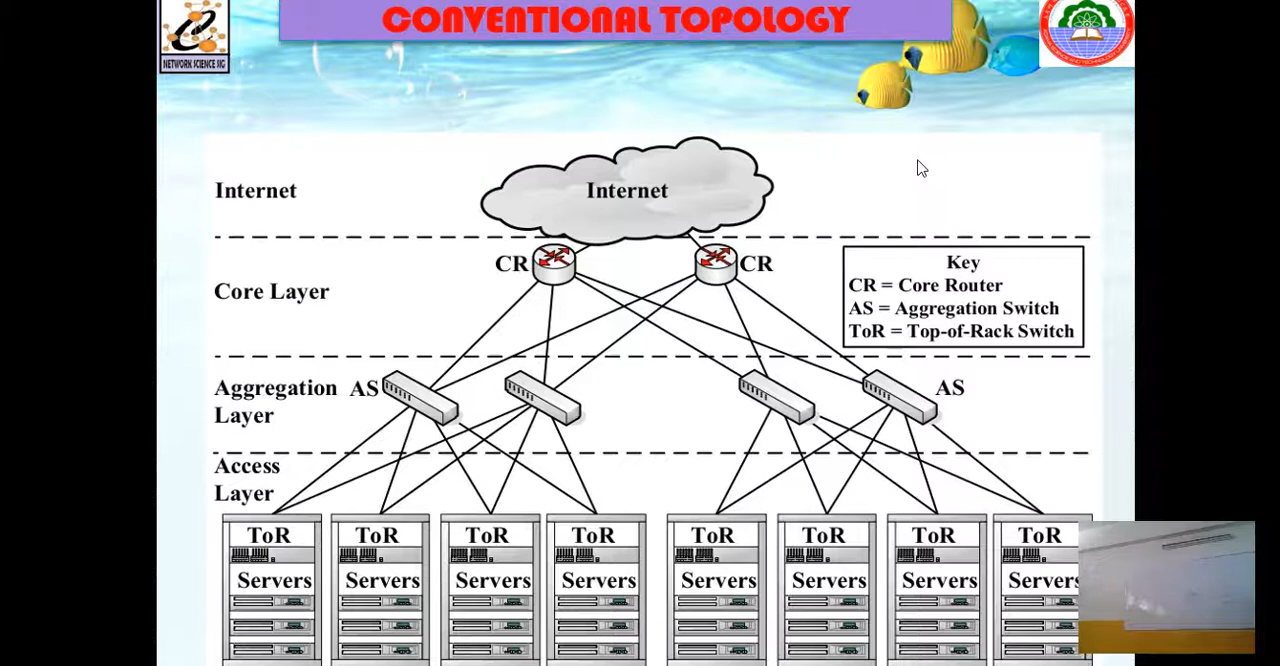 CONVENTIONAL TOPOLOGY
NETWORK SCIENCE SIG
Internet
Internet
CR
CR
Core Layer
Key
CR = Core Router
AS = Aggregation Switch
ToR = Top-of-Rack Switch
Aggregation
Layer
AS
AS
Access
Layer
ToR ToR ToR ToR ToR ToR ToR ToR
Servers Servers Servers Servers Servers Servers Servers Servers